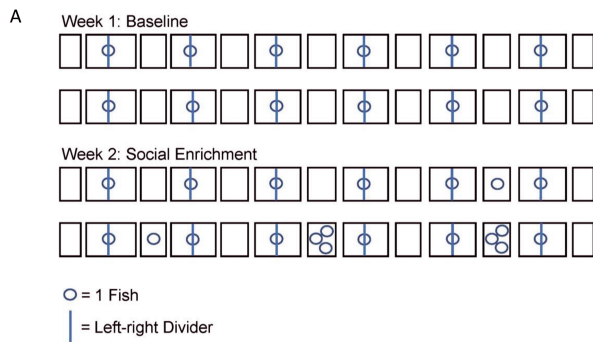 A
Week 1: Baseline
Week 2: Social Enrichment
= 1 Fish
= Left-right Divider